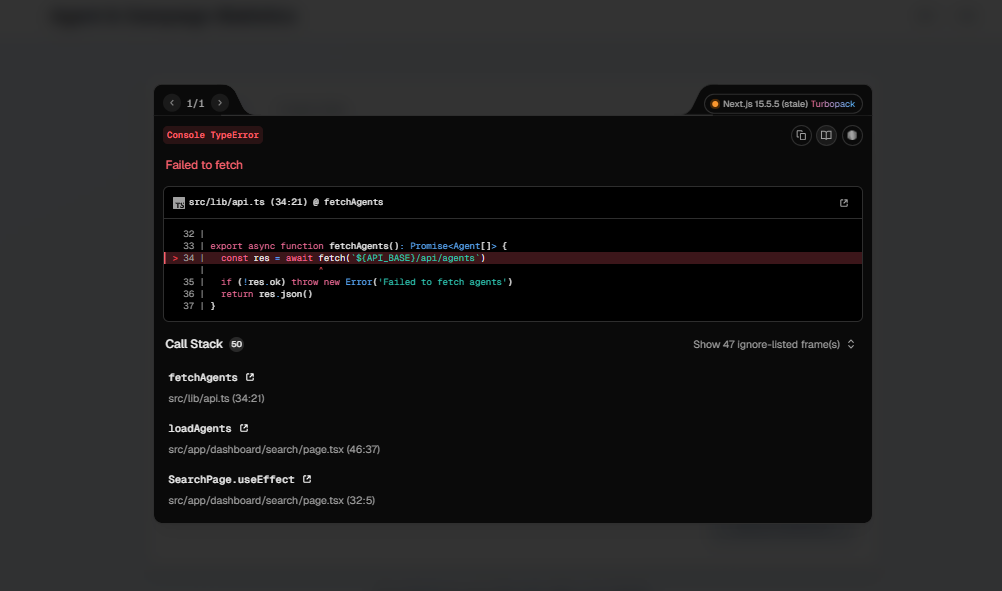 1/1
Next.js 15.5.5 (stale) Turbopack
Console TypeError
Failed to fetch
TS src/lib/api.ts (34:21) @ fetchAgents
32 |
33 | export async function fetchAgents(): Promise<Agent[]> {
> 34 | const res = await fetch(`${API_BASE}/api/agents`)
| ^
35 | if (!res.ok) throw new Error('Failed to fetch agents')
36 | return res.json()
37 | }
Call Stack 50
Show 47 ignore-listed frame(s)
fetchAgents
src/lib/api.ts (34:21)
loadAgents
src/app/dashboard/search/page.tsx (46:37)
SearchPage.useEffect
src/app/dashboard/search/page.tsx (32:5)